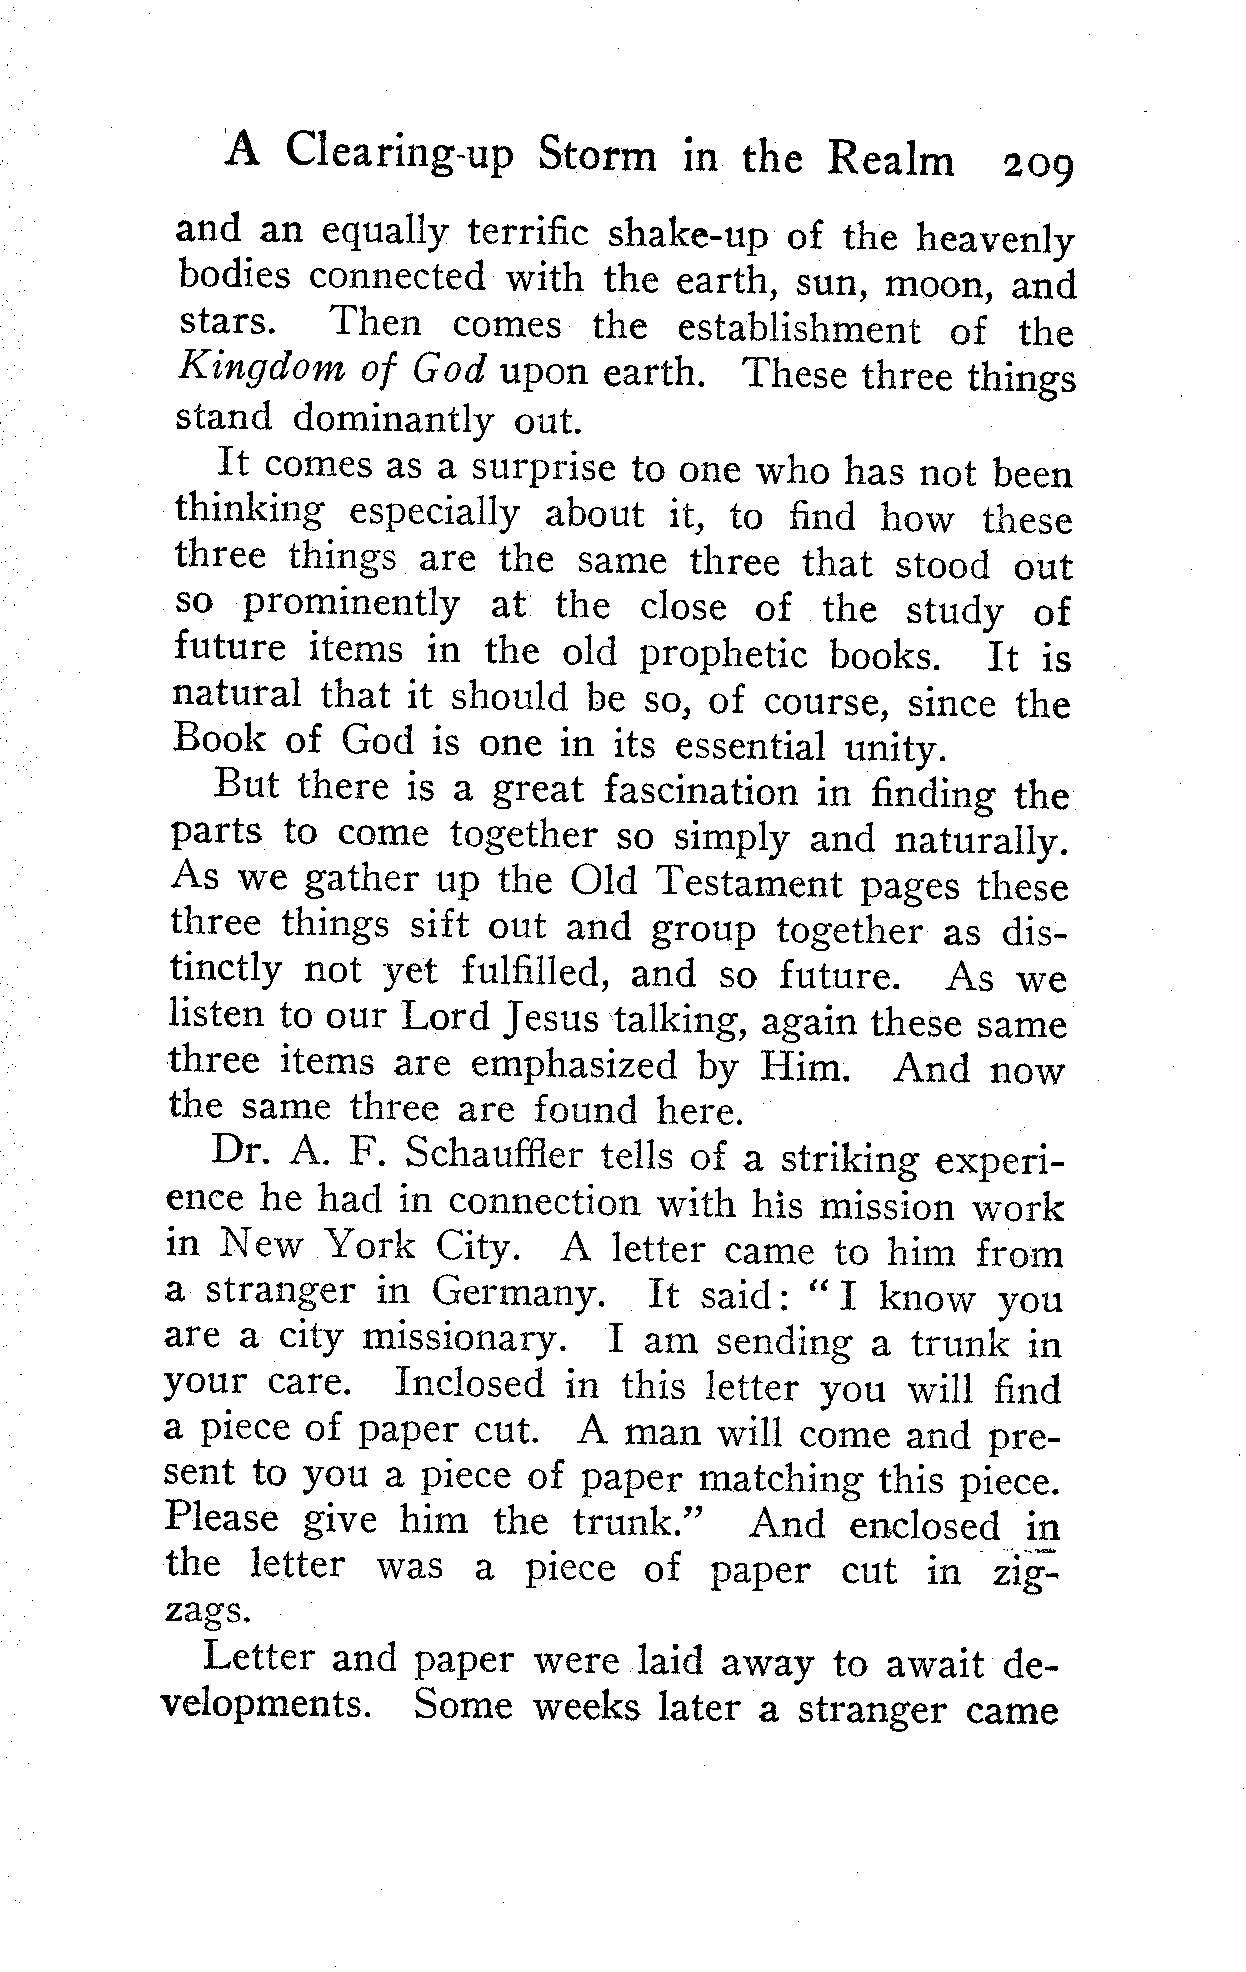 A Clearing-up Storm in the Realm 209
and an equally terrific shake-up of the heavenly
bodies connected with the earth, sun, moon, and
stars. Then comes the establishment of the
Kingdom of God upon earth. These three things
stand dominantly out.
It comes as a surprise to one who has not been
thinking especially about it, to find how these
three things are the same three that stood out
so prominently at the close of the study of
future items in the old prophetic books. It is
natural that it should be so, of course, since the
Book of God is one in its essential unity.
But there is a great fascination in finding the
parts to come together so simply and naturally.
As we gather up the Old Testament pages these
three things sift out and group together as dis-
tinctly not yet fulfilled, and so future. As we
listen to our Lord Jesus talking, again these same
three items are emphasized by Him. And now
the same three are found here.
Dr. A. F. Schauffler tells of a striking experi-
ence he had in connection with his mission work
in New York City. A letter came to him from
a stranger in Germany. It said: “ I know you
are a city missionary. I am sending a trunk in
your care. Inclosed in this letter you will find
a piece of paper cut. A man will come and pre-
sent to you a piece of paper matching this piece.
Please give him the trunk.” And enclosed in
the letter was a piece of paper cut in zig-
zags.
Letter and paper were laid away to await de-
velopments. Some weeks later a stranger came